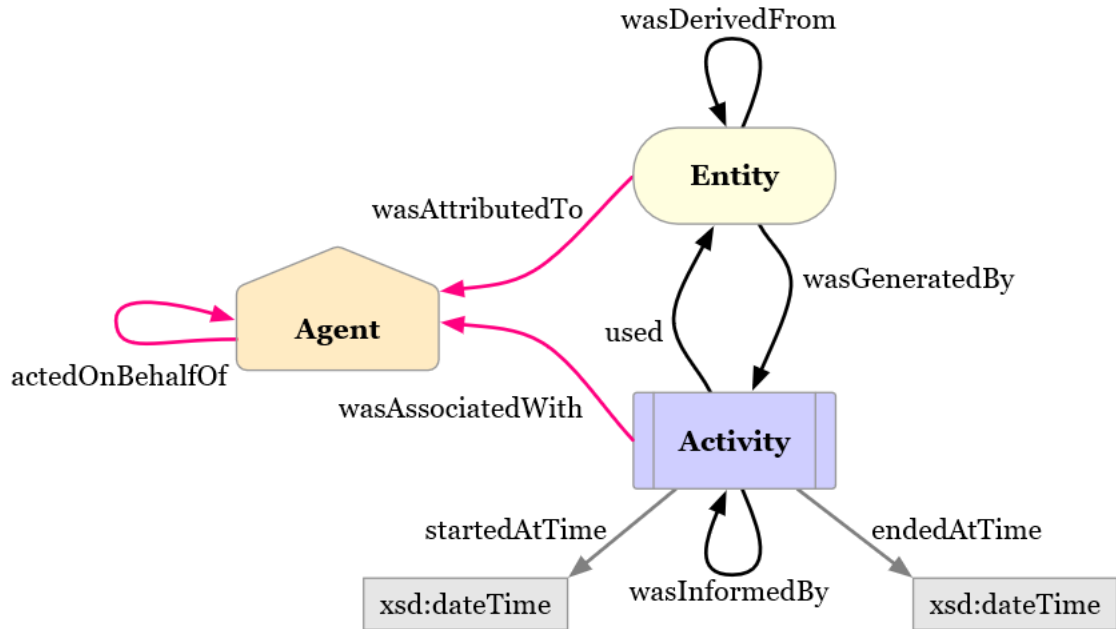 wasDerivedFrom
Entity
wasAttributedTo
wasGeneratedBy
Agent
used
actedOnBehalfOf
wasAssociatedWith
Activity
startedAtTime
endedAtTime
wasInformedBy
xsd:dateTime
xsd:dateTime